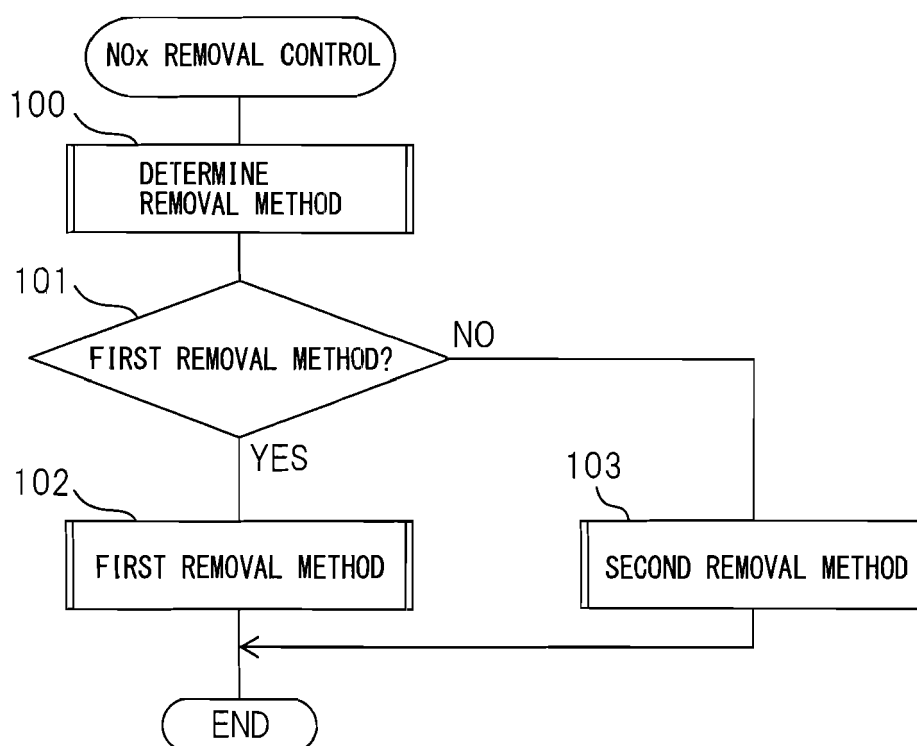 NOx REMOVAL CONTROL
100
DETERMINE
REMOVAL METHOD
101
FIRST REMOVAL METHOD?
NO
YES
102
FIRST REMOVAL METHOD
103
SECOND REMOVAL METHOD
END